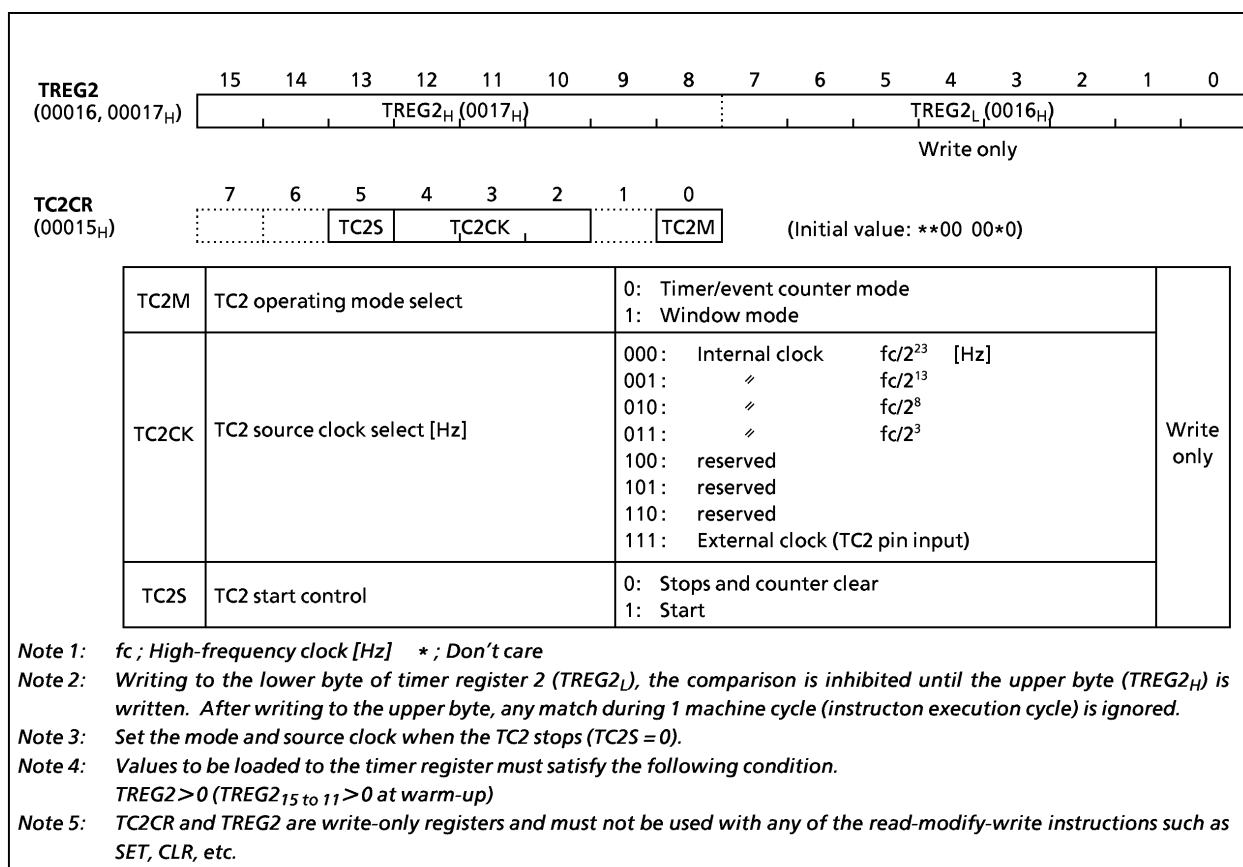 15 14 13 12 11 10 9 8 7 6 5 4 3 2 1 0
TREG2
(00016, 00017H)
TREG2H (0017H) TREG2L (0016H)
Write only
7 6 5 4 3 2 1 0
TC2CR
(00015H)
TC2S TC2CK TC2M (Initial value: **00 00*0)
TC2M TC2 operating mode select
0: Timer/event counter mode
1: Window mode
TC2CK TC2 source clock select [Hz]
000: Internal clock fc/2²³ [Hz]
001: 〃 fc/2¹³
010: 〃 fc/2⁸
011: 〃 fc/2³
100: reserved
101: reserved
110: reserved
111: External clock (TC2 pin input)
TC2S TC2 start control
0: Stops and counter clear
1: Start
Write
only
Note 1: fc ; High-frequency clock [Hz] * ; Don't care
Note 2: Writing to the lower byte of timer register 2 (TREG2L), the comparison is inhibited until the upper byte (TREG2H) is
written. After writing to the upper byte, any match during 1 machine cycle (instructon execution cycle) is ignored.
Note 3: Set the mode and source clock when the TC2 stops (TC2S = 0).
Note 4: Values to be loaded to the timer register must satisfy the following condition.
TREG2>0 (TREG215 to 11>0 at warm-up)
Note 5: TC2CR and TREG2 are write-only registers and must not be used with any of the read-modify-write instructions such as
SET, CLR, etc.